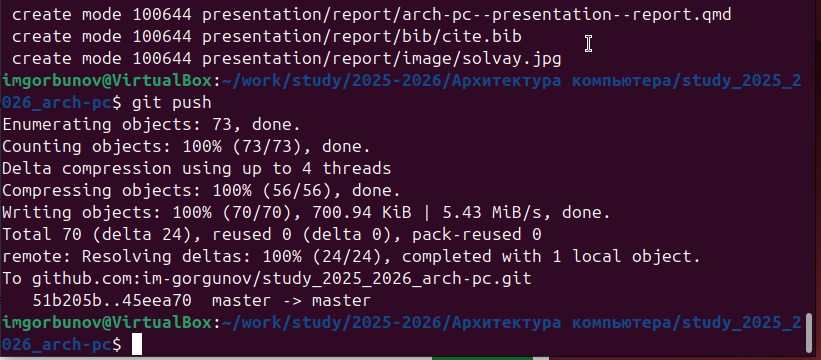 create mode 100644 presentation/report/arch-pc--presentation--report.qmd
create mode 100644 presentation/report/bib/cite.bib
create mode 100644 presentation/report/image/solvay.jpg
imgorbunov@VirtualBox:~/work/study/2025-2026/Архитектура компьютера/study_2025_2
026_arch-pc$ git push
Enumerating objects: 73, done.
Counting objects: 100% (73/73), done.
Delta compression using up to 4 threads
Compressing objects: 100% (56/56), done.
Writing objects: 100% (70/70), 700.94 KiB | 5.43 MiB/s, done.
Total 70 (delta 24), reused 0 (delta 0), pack-reused 0
remote: Resolving deltas: 100% (24/24), completed with 1 local object.
To github.com:im-gorgunov/study_2025_2026_arch-pc.git
51b205b..45eea70  master -> master
imgorbunov@VirtualBox:~/work/study/2025-2026/Архитектура компьютера/study_2025_2
026_arch-pc$